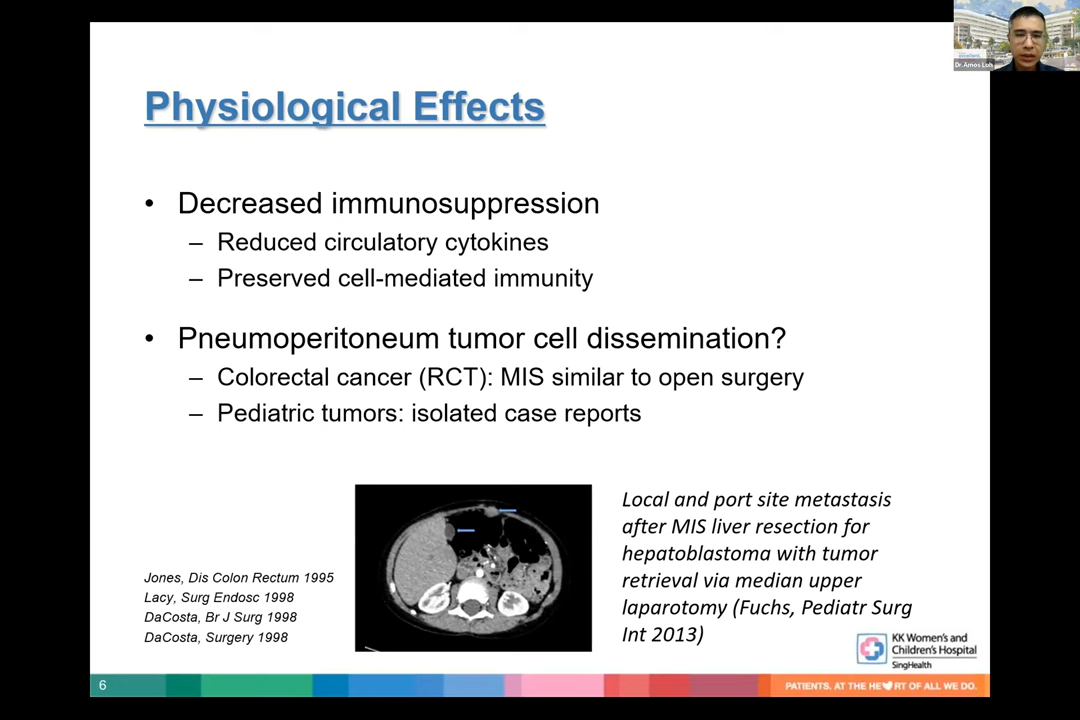 Dr.Amos Loh
Physiological Effects
• Decreased immunosuppression
– Reduced circulatory cytokines
– Preserved cell-mediated immunity
• Pneumoperitoneum tumor cell dissemination?
– Colorectal cancer (RCT): MIS similar to open surgery
– Pediatric tumors: isolated case reports
Local and port site metastasis
after MIS liver resection for
hepatoblastoma with tumor
retrieval via median upper
laparotomy (Fuchs, Pediatr Surg
Int 2013)
Jones, Dis Colon Rectum 1995
Lacy, Surg Endosc 1998
DaCosta, Br J Surg 1998
DaCosta, Surgery 1998
KK Women's and
Children's Hospital
SingHealth
6
PATIENTS. AT THE HE RT OF ALL WE DO.